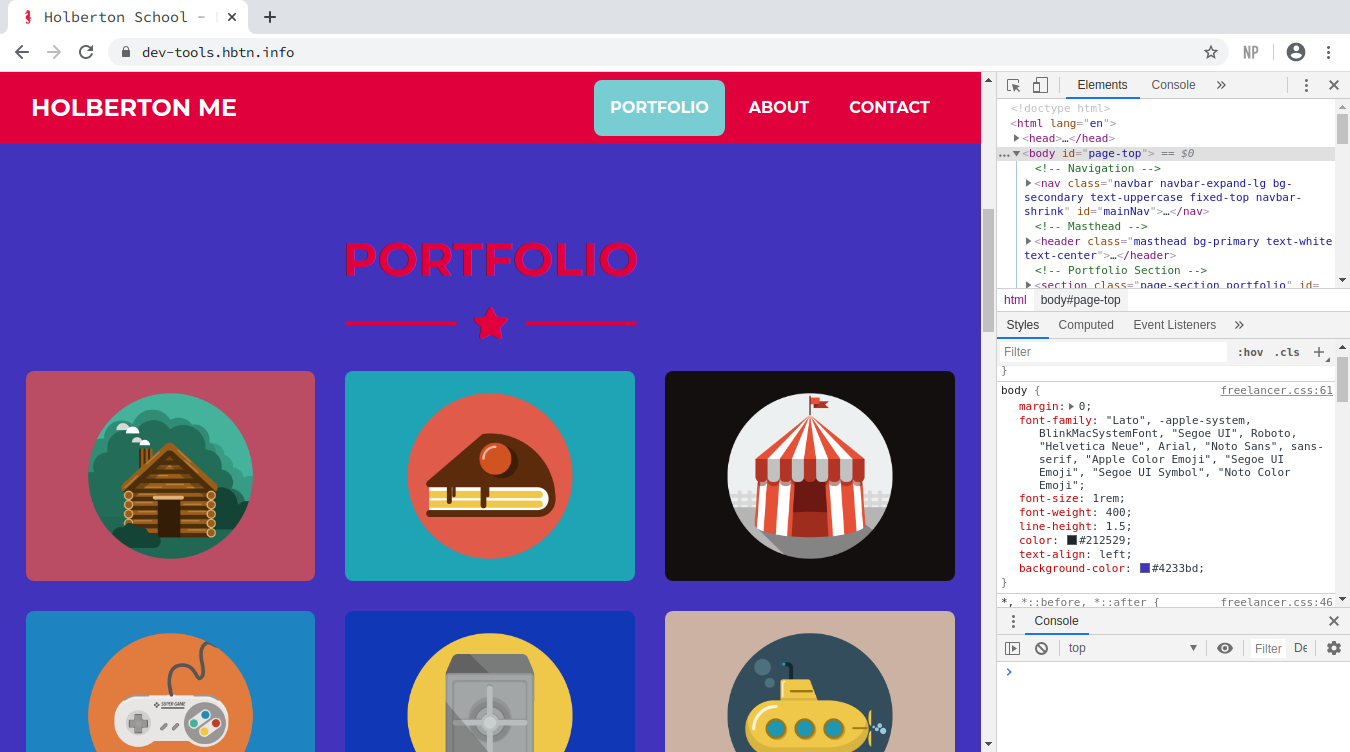 Holberton School –
dev-tools.hbtn.info
NP
HOLBERTON ME
PORTFOLIO
ABOUT
CONTACT
PORTFOLIO
SUPER GAME
Elements
Console
»
<!doctype html>
<html lang="en">
<head>…</head>
<body id="page-top"> == $0
<!-- Navigation -->
<nav class="navbar navbar-expand-lg bg-
secondary text-uppercase fixed-top navbar-
shrink" id="mainNav">…</nav>
<!-- Masthead -->
<header class="masthead bg-primary text-white
text-center">…</header>
<!-- Portfolio Section -->
<section class="page-section portfolio" id=
html
body#page-top
Styles
Computed
Event Listeners
»
Filter
:hov
.cls
+
}
body {
freelancer.css:61
margin: 0;
font-family: "Lato", -apple-system,
BlinkMacSystemFont, "Segoe UI", Roboto,
"Helvetica Neue", Arial, "Noto Sans", sans-
serif, "Apple Color Emoji", "Segoe UI
Emoji", "Segoe UI Symbol", "Noto Color
Emoji";
font-size: 1rem;
font-weight: 400;
line-height: 1.5;
color: #212529;
text-align: left;
background-color: #4233bd;
}
*, *::before, *::after {
freelancer.css:46
Console
top
Filter
De